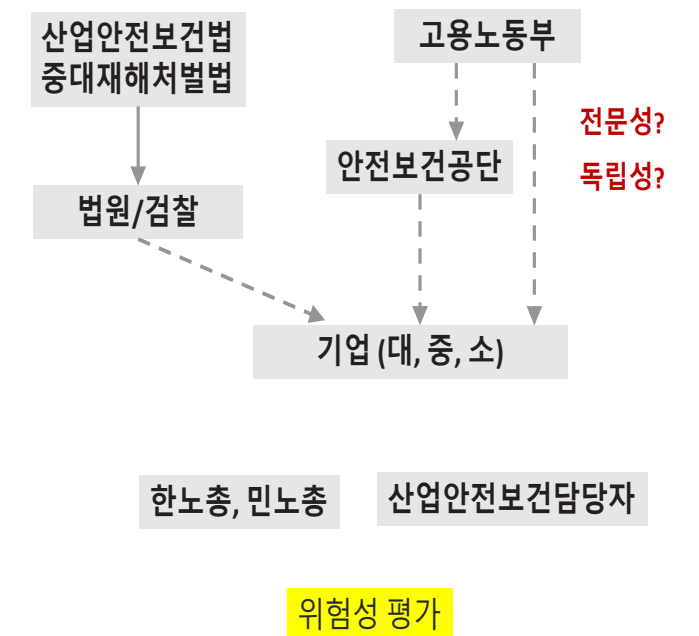 산업안전보건법
중대재해처벌법
고용노동부
전문성?
독립성?
안전보건공단
법원/검찰
기업 (대, 중, 소)
한노총, 민노총
산업안전보건담당자
위험성 평가